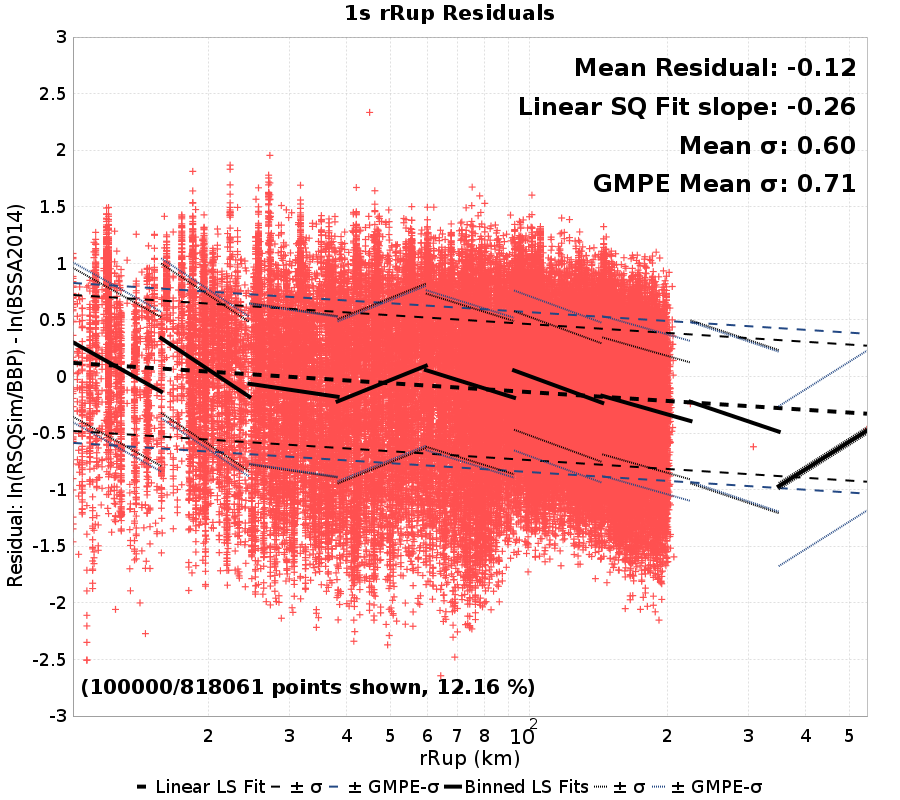 1s rRup Residuals
Mean Residual: -0.12
Linear SQ Fit slope: -0.26
Mean σ: 0.60
GMPE Mean σ: 0.71
Residual: ln(RSQSim/BBP) - ln(BSSA2014)
3
2.5
2
1.5
1
0.5
0
-0.5
-1
-1.5
-2
-2.5
-3
(100000/818061 points shown, 12.16 %)
2 3 4 5 6 7 8 10² 2 3 4 5
rRup (km)
Linear LS Fit ± σ ± GMPE-σ Binned LS Fits ± σ ± GMPE-σ